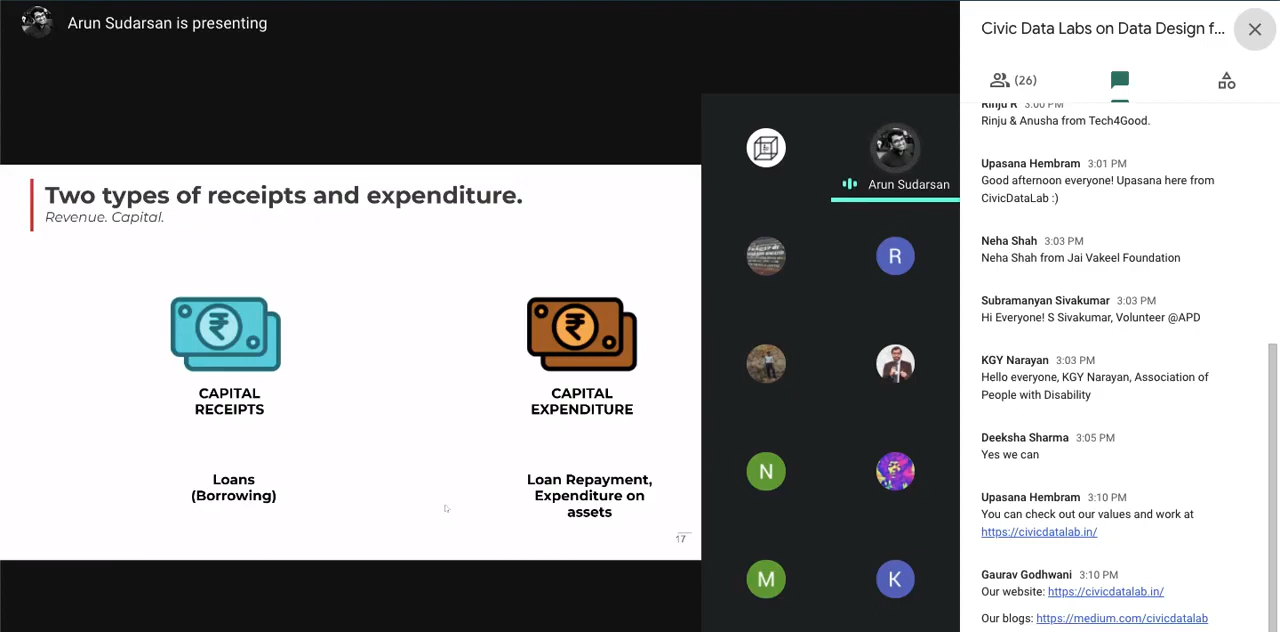 Arun Sudarsan is presenting
Two types of receipts and expenditure.
Revenue. Capital.
₹
₹
CAPITAL
RECEIPTS
CAPITAL
EXPENDITURE
Loans
(Borrowing)
Loan Repayment,
Expenditure on
assets
17
Arun Sudarsan
R
N
M
K
Civic Data Labs on Data Design f...
(26)
Rinju R 3:00 PM
Rinju & Anusha from Tech4Good.
Upasana Hembram 3:01 PM
Good afternoon everyone! Upasana here from
CivicDataLab :)
Neha Shah 3:03 PM
Neha Shah from Jai Vakeel Foundation
Subramanyan Sivakumar 3:03 PM
Hi Everyone! S Sivakumar, Volunteer @APD
KGY Narayan 3:03 PM
Hello everyone, KGY Narayan, Association of
People with Disability
Deeksha Sharma 3:05 PM
Yes we can
Upasana Hembram 3:10 PM
You can check out our values and work at
https://civicdatalab.in/
Gaurav Godhwani 3:10 PM
Our website: https://civicdatalab.in/
Our blogs: https://medium.com/civicdatalab